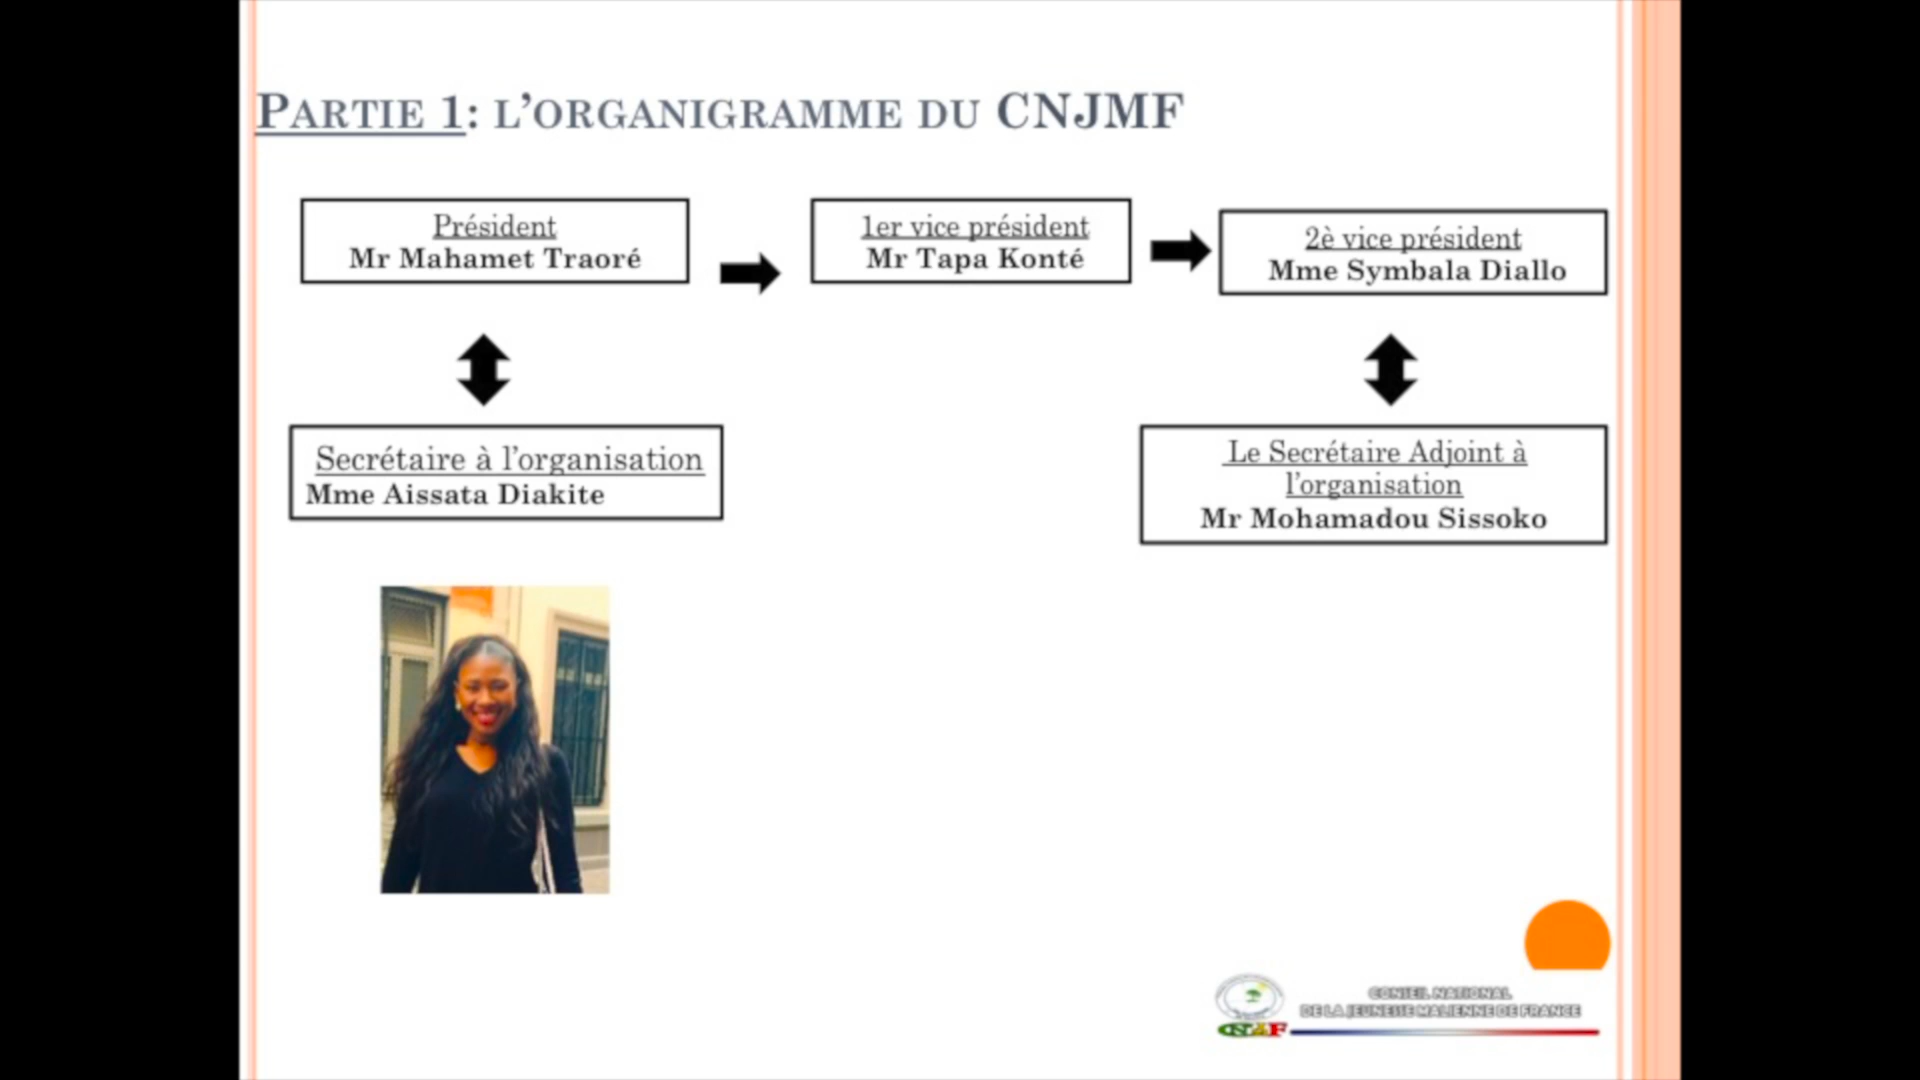 PARTIE 1: L'ORGANIGRAMME DU CNJMF
Président
Mr Mahamet Traoré
1er vice président
Mr Tapa Konté
2è vice président
Mme Symbala Diallo
Secrétaire à l'organisation
Mme Aissata Diakite
Le Secrétaire Adjoint à
l'organisation
Mr Mohamadou Sissoko
CONSEIL NATIONAL
DE LA JEUNESSE MALIENNE DE FRANCE